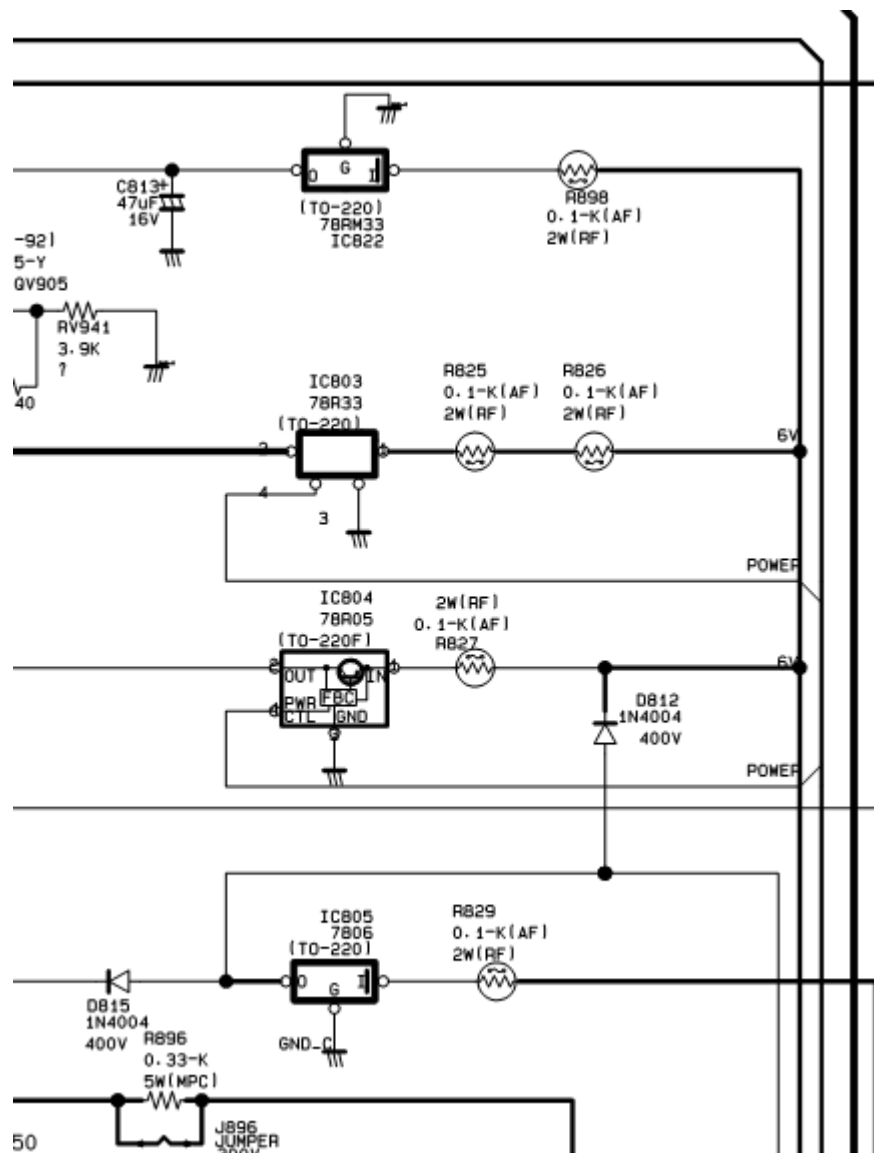 G
O
I
C813+
47uF
16V
(TO-220)
78RM33
IC822
R898
0.1-K(AF)
2W(RF)
-92)
5-Y
QV905
RV941
3.9K
?
40
IC803
78R33
(TO-220)
R825
0.1-K(AF)
2W(RF)
R826
0.1-K(AF)
2W(RF)
6V
4
3
POWER
IC804
78R05
(TO-220F)
2W(RF)
0.1-K(AF)
R827
6V
OUT
IN
FBC
PWR
CTL
GND
D812
1N4004
400V
POWER
IC805
7806
(TO-220)
R829
0.1-K(AF)
2W(RF)
O
G
I
D815
1N4004
400V
GND_C
R896
0.33-K
5W(MPC)
J896
JUMPER
50